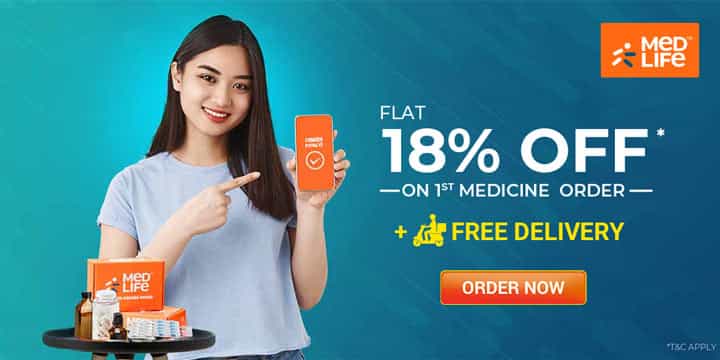 MED
LIFE
FLAT
18% OFF*
ON 1ST MEDICINE ORDER
+ FREE DELIVERY
ORDER NOW
MED
LIFE
*T&C APPLY